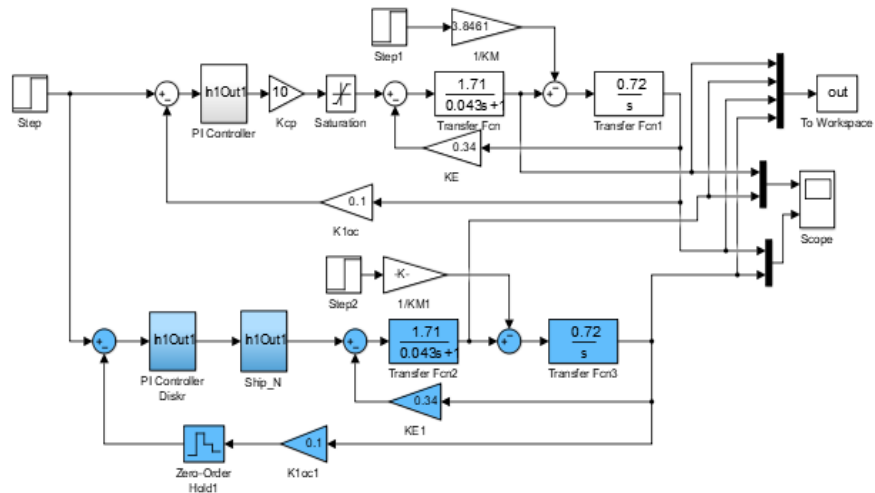 Step1
3.8461
1/KM
Step
In1Out1
PI Controller
10
Kcp
Saturation
1.71
0.043s+1
Transfer Fcn
0.72
s
Transfer Fcn1
out
To Workspace
0.34
KE
0.1
K1oc
Scope
Step2
-K-
1/KM1
In1Out1
PI Controller
Diskr
In1Out1
Ship_N
1.71
0.043s+1
Transfer Fcn2
0.72
s
Transfer Fcn3
0.34
KE1
Zero-Order
Hold1
0.1
K1oc1